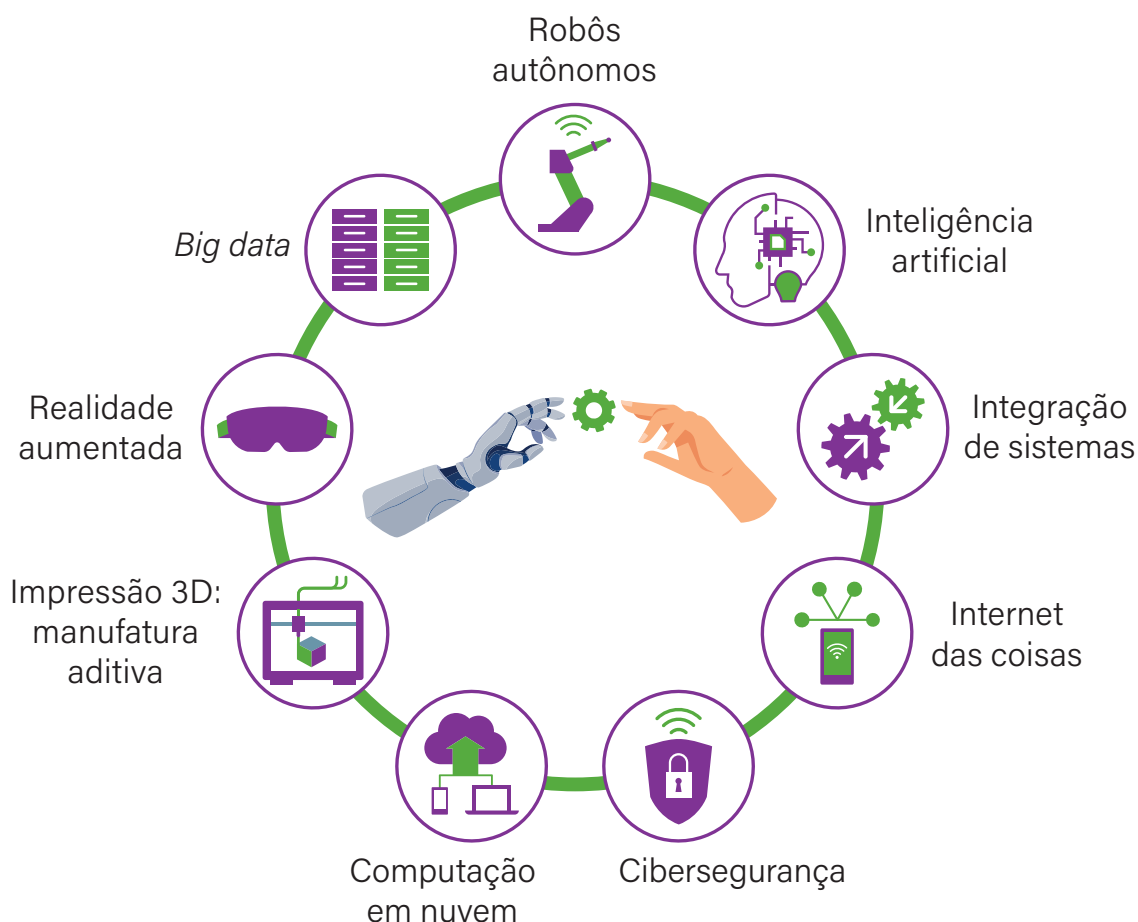 Robôs
autônomos
Inteligência
artificial
Big data
Integração
de sistemas
Realidade
aumentada
Internet
das coisas
Impressão 3D:
manufatura
aditiva
Cibersegurança
Computação
em nuvem